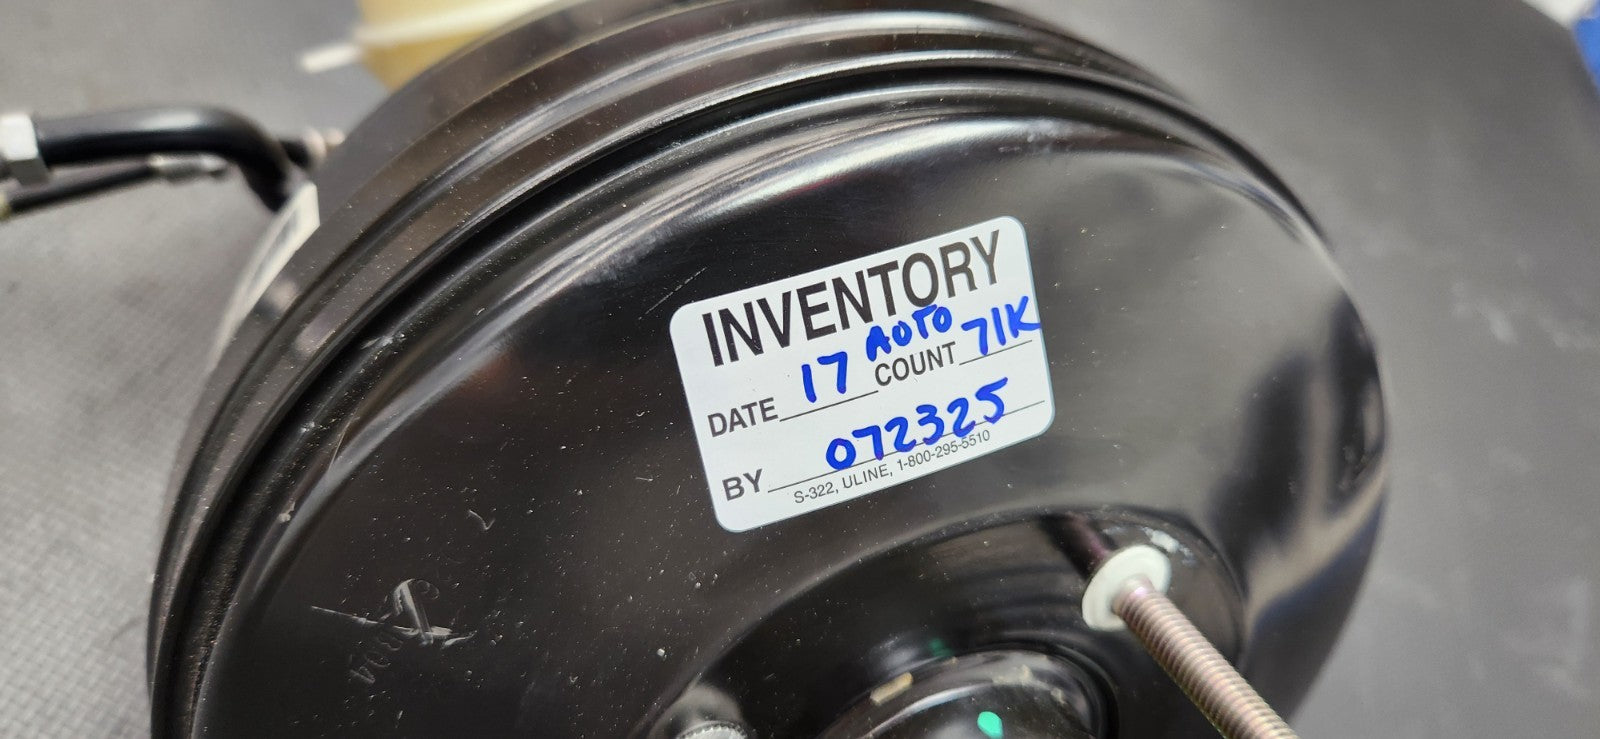 INVENTORY
AUTO
DATE 17 COUNT 71K
BY 072325
S-322, ULINE, 1-800-295-5510